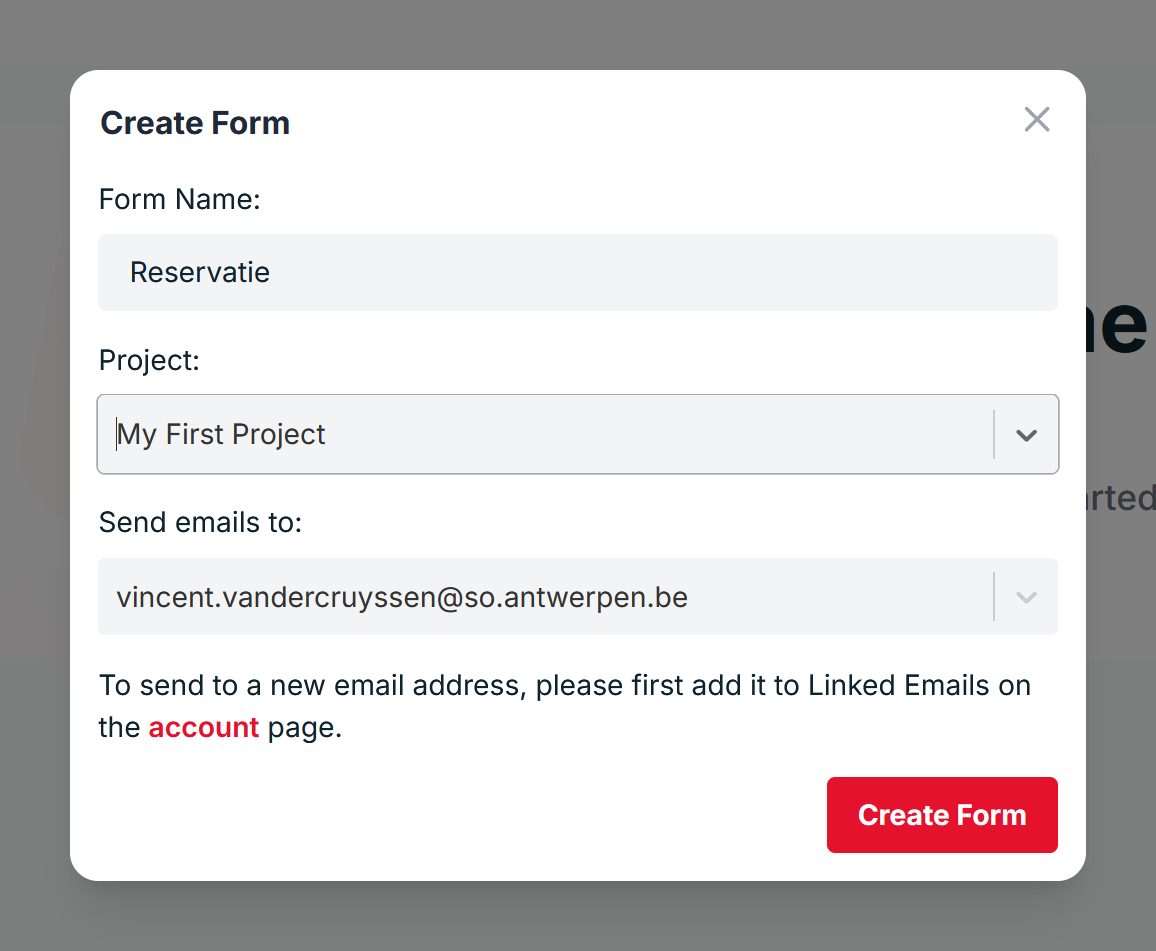 Create Form
Form Name:
Reservatie
Project:
My First Project
Send emails to:
vincent.vandercruyssen@so.antwerpen.be
To send to a new email address, please first add it to Linked Emails on
the account page.
Create Form